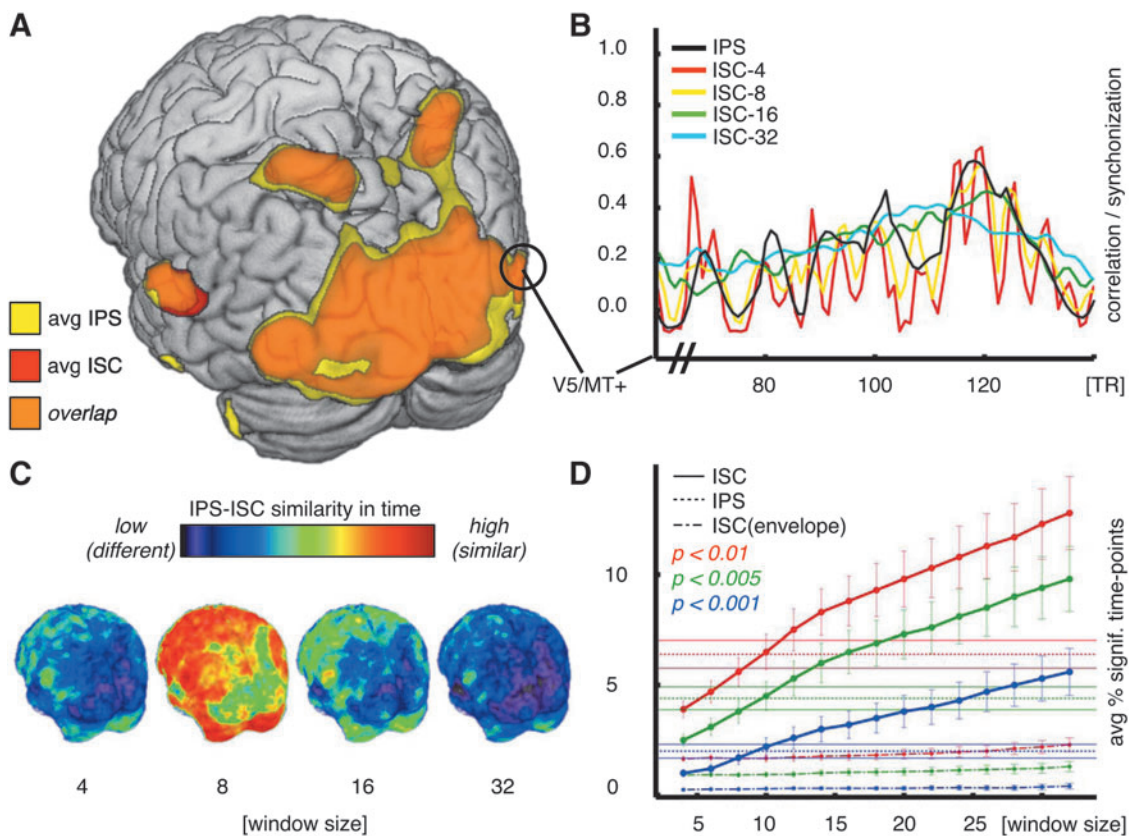 A
avg IPS
avg ISC
overlap
V5/MT+
B
1.0
0.8
0.6
0.4
0.2
0.0
IPS
ISC-4
ISC-8
ISC-16
ISC-32
80
100
120
[TR]
correlation / synchonization
C
IPS-ISC similarity in time
low
(different)
high
(similar)
4
8
16
32
[window size]
D
ISC
IPS
ISC(envelope)
p < 0.01
p < 0.005
p < 0.001
10
5
0
5
10
15
20
25
[window size]
avg % signif. time-points